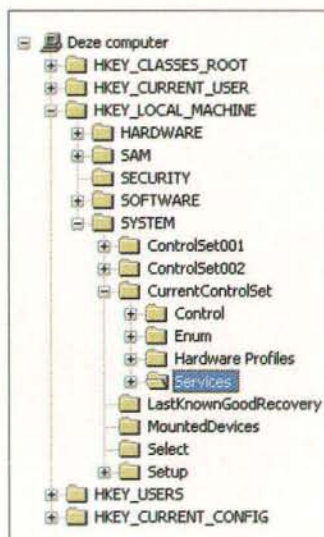 Deze computer
HKEY_CLASSES_ROOT
HKEY_CURRENT_USER
HKEY_LOCAL_MACHINE
HARDWARE
SAM
SECURITY
SOFTWARE
SYSTEM
ControlSet001
ControlSet002
CurrentControlSet
Control
Enum
Hardware Profiles
Services
LastKnownGoodRecovery
MountedDevices
Select
Setup
HKEY_USERS
HKEY_CURRENT_CONFIG